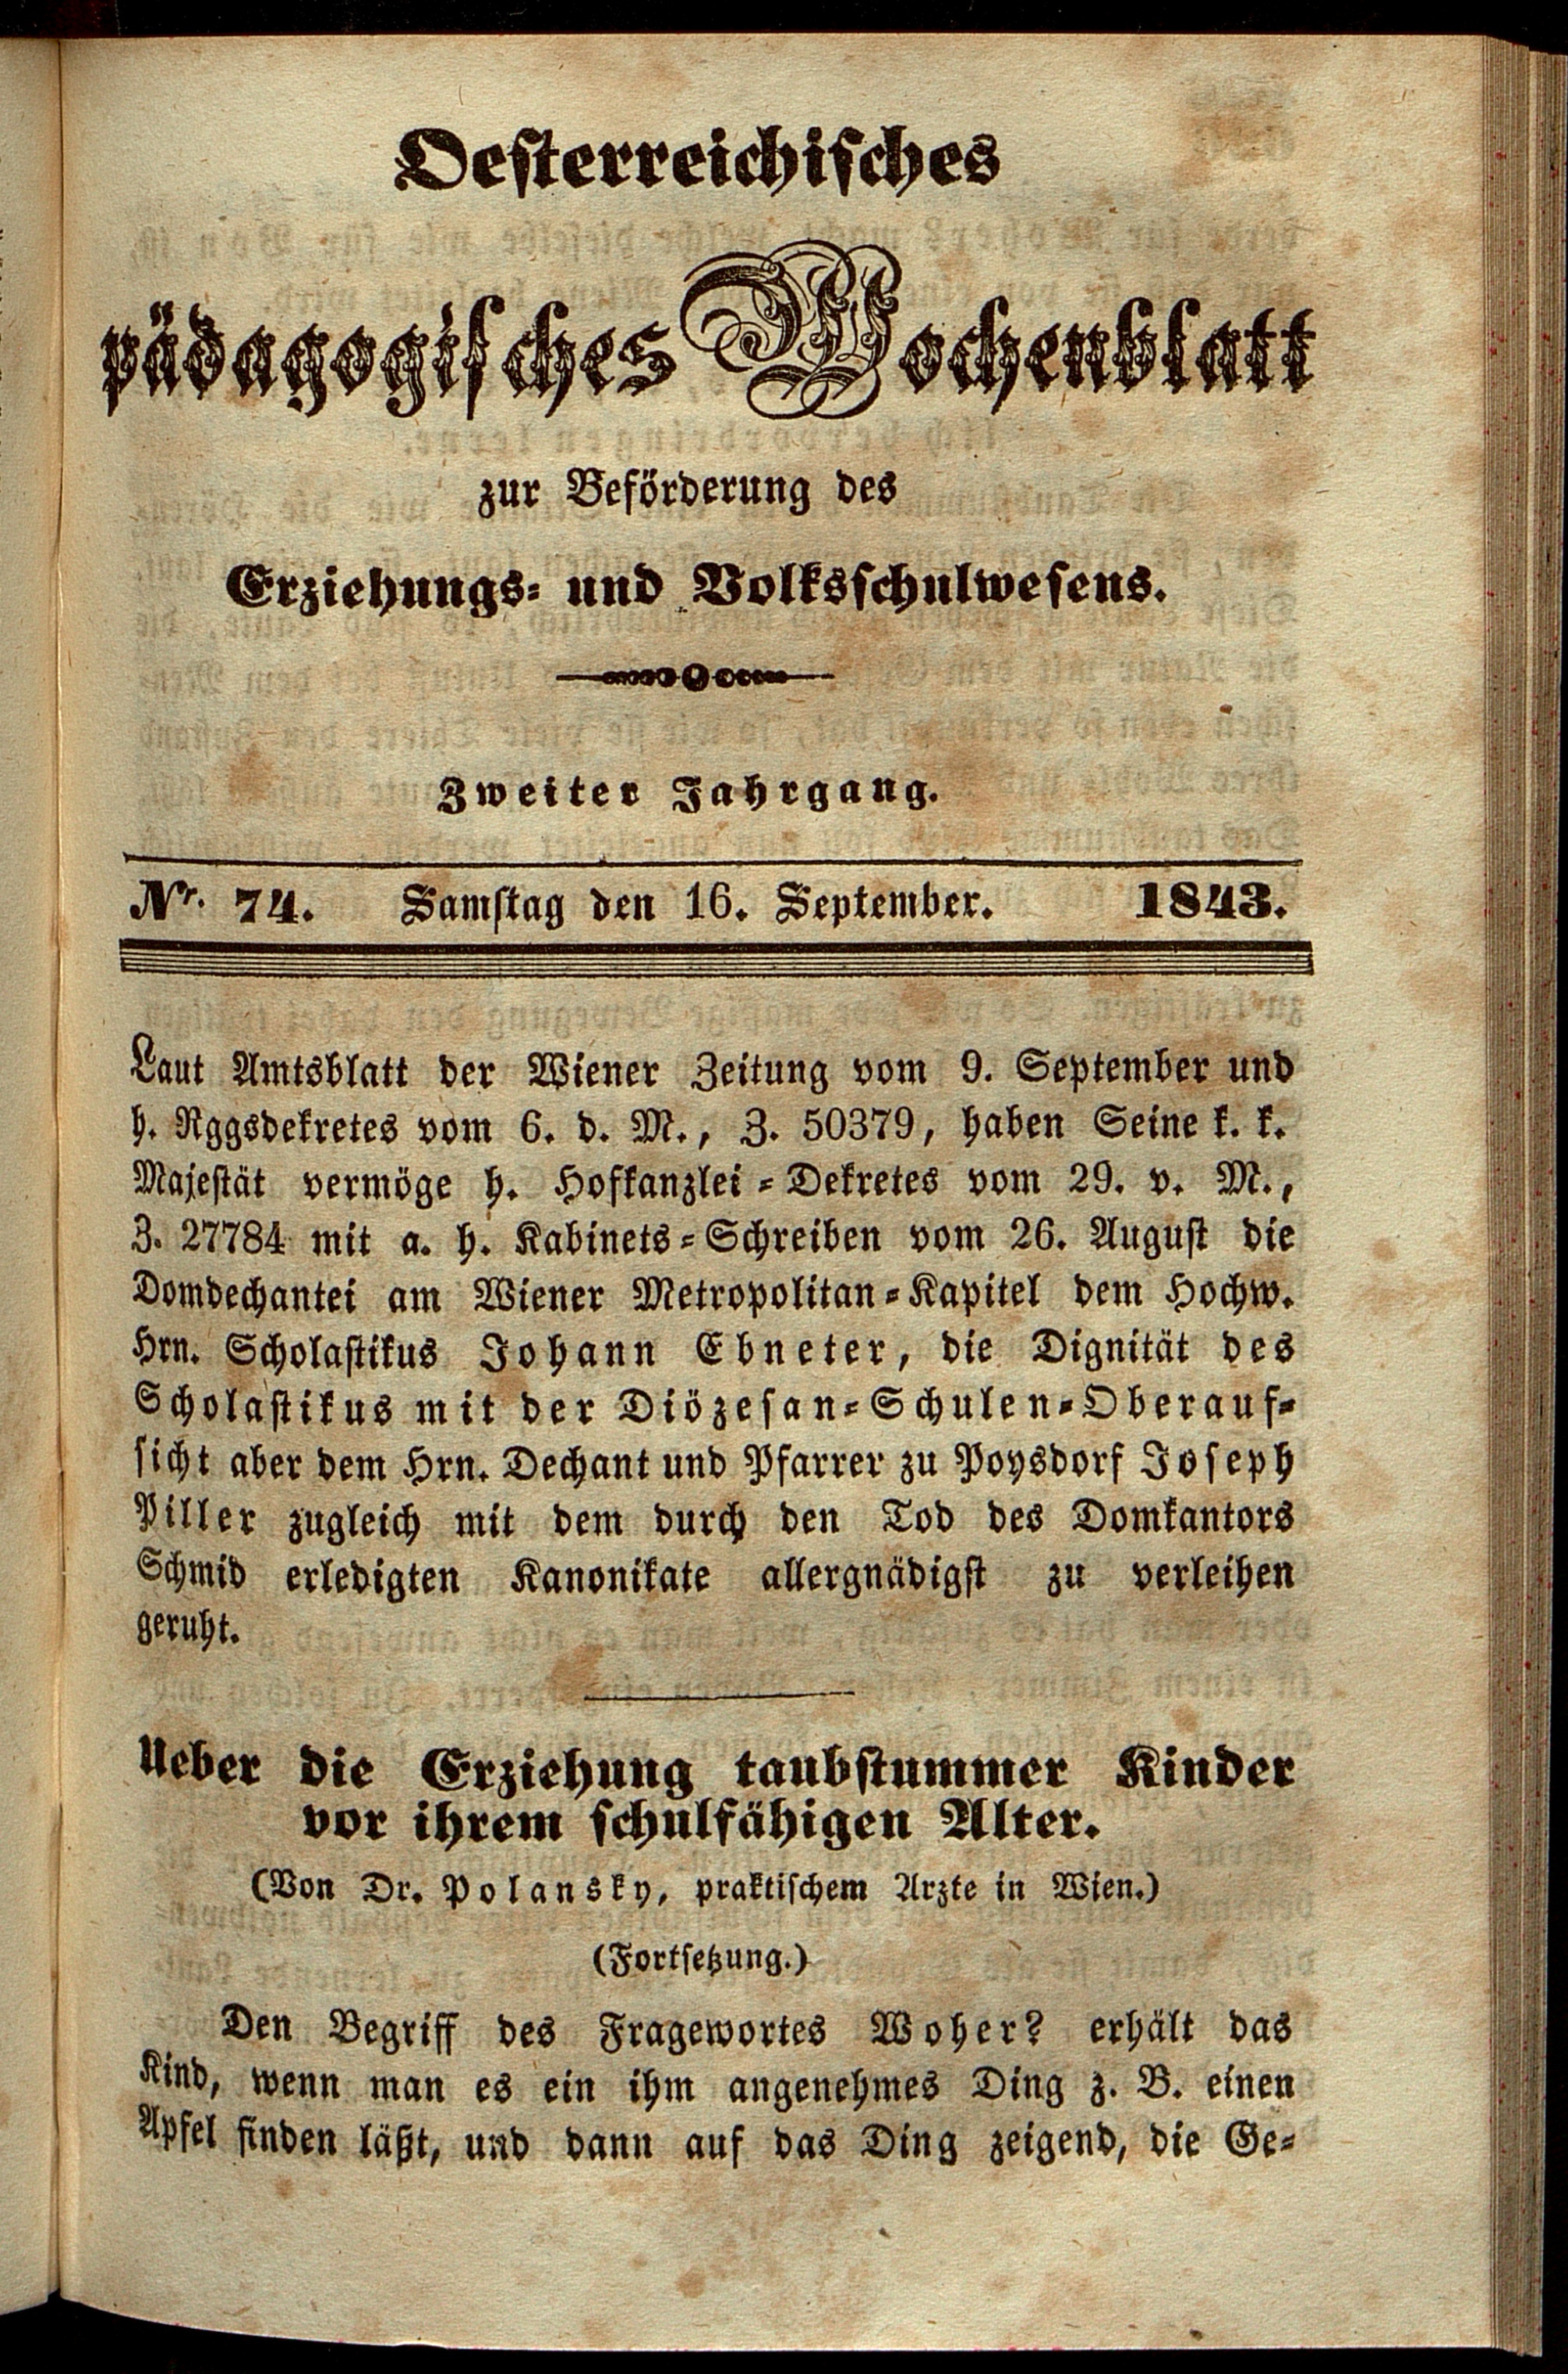 Oesterreichisches
pädagogisches Wochenblatt
zur Beförderung des
Erziehungs- und Volksschulwesens.
Zweiter Jahrgang.
Nr. 74. Samstag den 16. September. 1843.
Laut Amtsblatt der Wiener Zeitung vom 9. September und
h. Rggsdekretes vom 6. d. M., Z. 50379, haben Seine k. k.
Majestät vermöge h. Hofkanzlei-Dekretes vom 29. v. M.,
Z. 27784 mit a. h. Kabinets-Schreiben vom 26. August die
Domdechantei am Wiener Metropolitan-Kapitel dem Hochw.
Hrn. Scholastikus Johann Ebneter, die Dignität des
Scholastikus mit der Diözesan-Schulen-Oberauf-
sicht aber dem Hrn. Dechant und Pfarrer zu Poysdorf Joseph
Piller zugleich mit dem durch den Tod des Domkantors
Schmid erledigten Kanonikate allergnädigst zu verleihen
geruht.
Ueber die Erziehung taubstummer Kinder
vor ihrem schulfähigen Alter.
(Von Dr. Polansky, praktischem Arzte in Wien.)
(Fortsetzung.)
Den Begriff des Fragewortes Woher? erhält das
Kind, wenn man es ein ihm angenehmes Ding z. B. einen
Apfel finden läßt, und dann auf das Ding zeigend, die Ge-